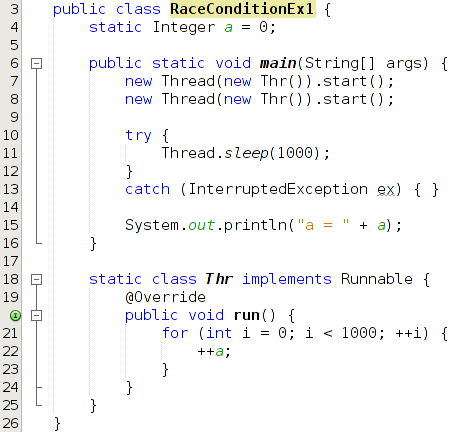 3 public class RaceConditionEx1 {
4     static Integer a = 0;
5
6     public static void main(String[] args) {
7         new Thread(new Thr()).start();
8         new Thread(new Thr()).start();
9
10         try {
11             Thread.sleep(1000);
12         }
13         catch (InterruptedException ex) { }
14
15         System.out.println("a = " + a);
16     }
17
18     static class Thr implements Runnable {
19         @Override
        public void run() {
21             for (int i = 0; i < 1000; ++i) {
22                 ++a;
23             }
24         }
25     }
26 }